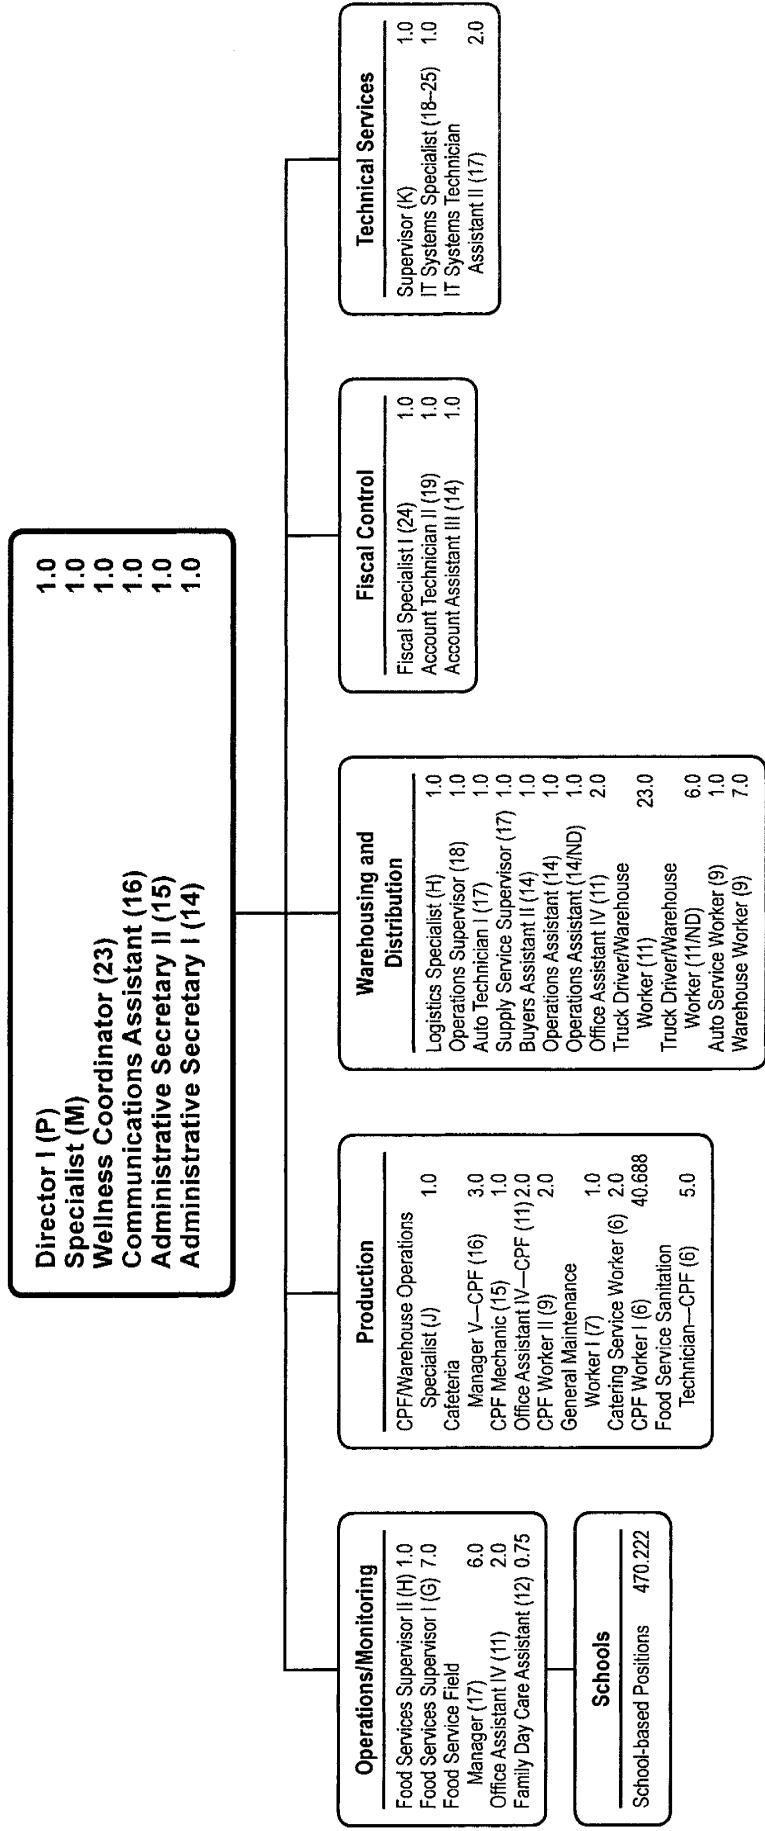 Director I (P) 1.0
Specialist (M) 1.0
Wellness Coordinator (23) 1.0
Communications Assistant (16) 1.0
Administrative Secretary II (15) 1.0
Administrative Secretary I (14) 1.0
Operations/Monitoring
Food Services Supervisor II (H) 1.0
Food Services Supervisor I (G) 7.0
Food Service Field
Manager (17) 6.0
Office Assistant IV (11) 2.0
Family Day Care Assistant (12) 0.75
Schools
School-based Positions 470.222
Production
CPF/Warehouse Operations
Specialist (J) 1.0
Cafeteria
Manager V—CPF (16) 3.0
CPF Mechanic (15) 1.0
Office Assistant IV—CPF (11) 2.0
CPF Worker II (9) 2.0
General Maintenance
Worker I (7) 1.0
Catering Service Worker (6) 2.0
CPF Worker I (6) 40.688
Food Service Sanitation
Technician—CPF (6) 5.0
Warehousing and
Distribution
Logistics Specialist (H) 1.0
Operations Supervisor (18) 1.0
Auto Technician I (17) 1.0
Supply Service Supervisor (17) 1.0
Buyers Assistant II (14) 1.0
Operations Assistant (14) 1.0
Operations Assistant (14/ND) 1.0
Office Assistant IV (11) 2.0
Truck Driver/Warehouse
Worker (11) 23.0
Truck Driver/Warehouse
Worker (11/ND) 6.0
Auto Service Worker (9) 1.0
Warehouse Worker (9) 7.0
Fiscal Control
Fiscal Specialist I (24) 1.0
Account Technician II (19) 1.0
Account Assistant III (14) 1.0
Technical Services
Supervisor (K) 1.0
IT Systems Specialist (18–25) 1.0
IT Systems Technician
Assistant II (17) 2.0